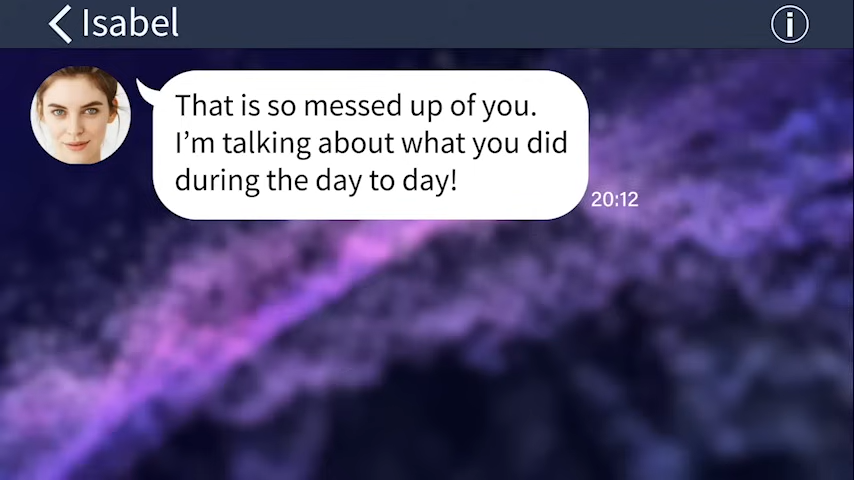 Isabel
That is so messed up of you.
I'm talking about what you did
during the day to day!
20:12